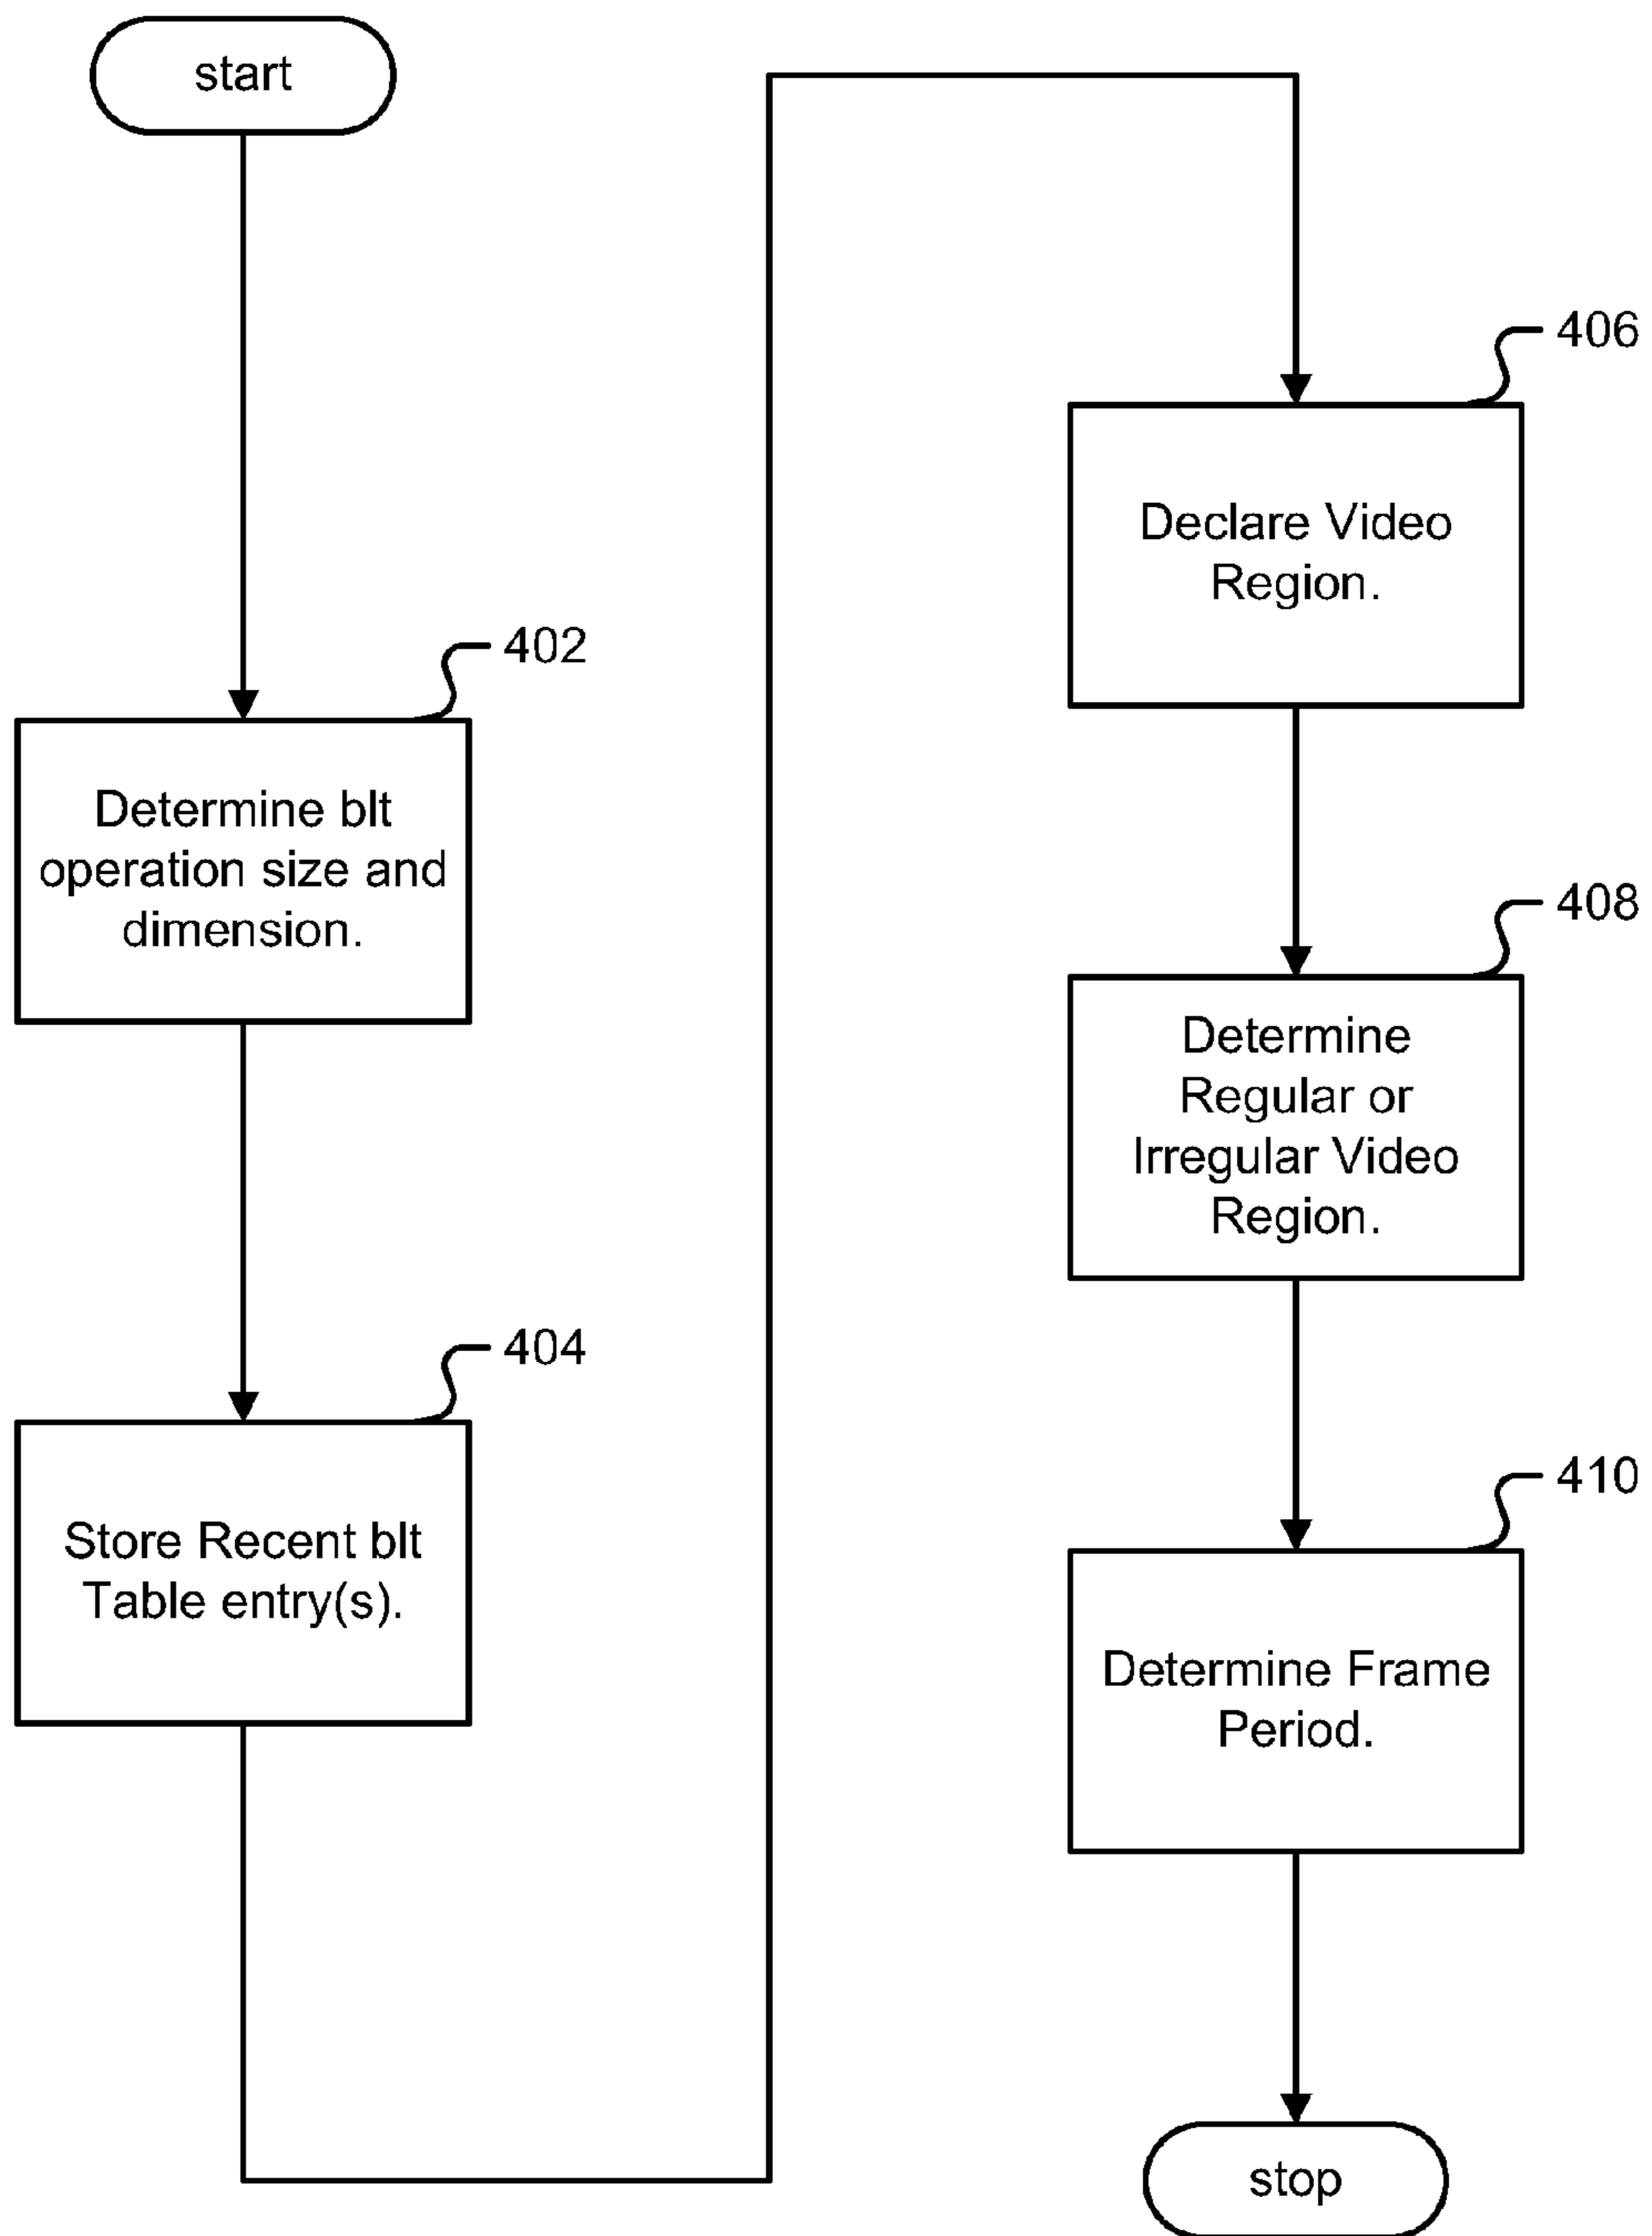 start
402
Determine blt
operation size and
dimension.
404
Store Recent blt
Table entry(s).
406
Declare Video
Region.
408
Determine
Regular or
Irregular Video
Region.
410
Determine Frame
Period.
stop